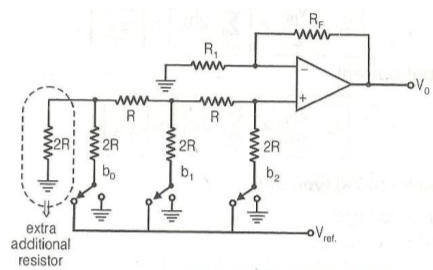 R_F
R_1
−
+
V_0
R
R
2R
2R
2R
2R
b_0
b_1
b_2
V_ref.
extra
additional
resistor